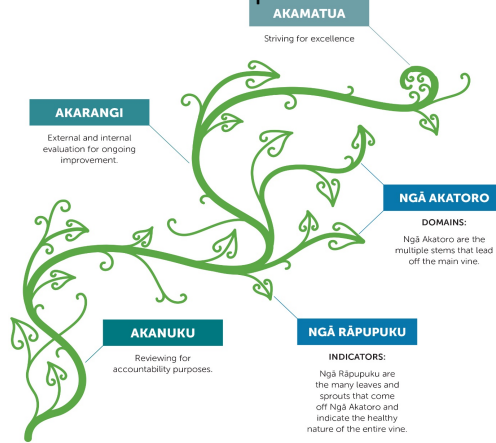 AKAMATUA
Striving for excellence
AKARANGI
External and internal
evaluation for ongoing
improvement.
NGĀ AKATORO
DOMAINS:
Ngā Akatoro are the
multiple stems that lead
off the main vine.
AKANUKU
Reviewing for
accountability purposes.
NGĀ RĀPUPUKU
INDICATORS:
Ngā Rāpupuku are
the many leaves and
sprouts that come
off Ngā Akatoro and
indicate the healthy
nature of the entire vine.